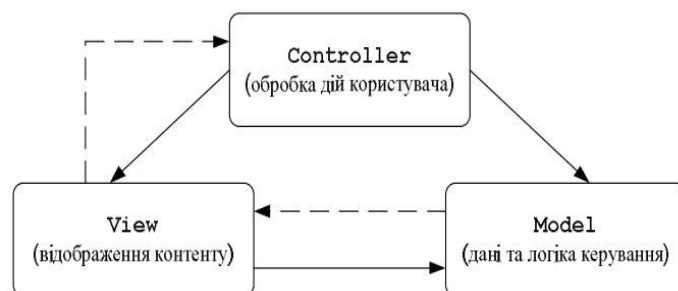 Controller
(обробка дій користувача)
View
(відображення контенту)
Model
(дані та логіка керування)